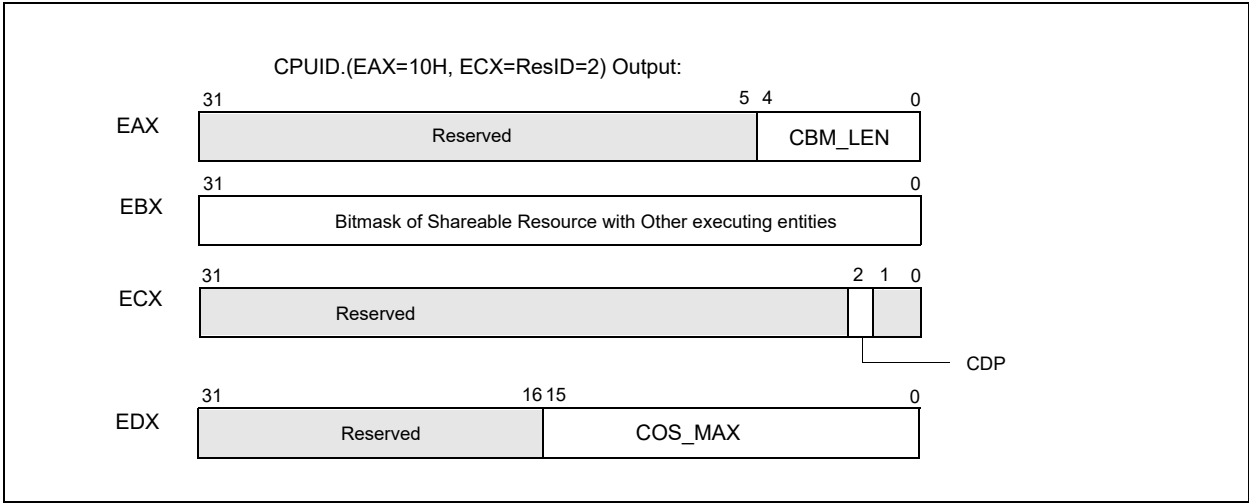 CPUID.(EAX=10H, ECX=ResID=2) Output:
31 5 4 0
EAX Reserved CBM_LEN
31 0
EBX Bitmask of Shareable Resource with Other executing entities
31 2 1 0
ECX Reserved
CDP
31 16 15 0
EDX Reserved COS_MAX